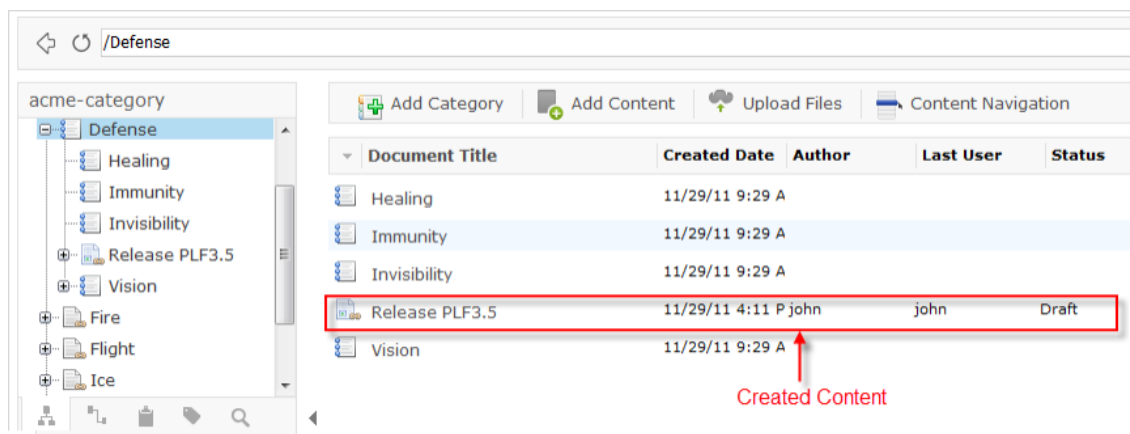 /Defense
acme-category
Defense
Healing
Immunity
Invisibility
Release PLF3.5
Vision
Fire
Flight
Ice
Add Category Add Content Upload Files Content Navigation
Document Title Created Date Author Last User Status
Healing 11/29/11 9:29 A
Immunity 11/29/11 9:29 A
Invisibility 11/29/11 9:29 A
Release PLF3.5 11/29/11 4:11 P john john Draft
Vision 11/29/11 9:29 A
Created Content